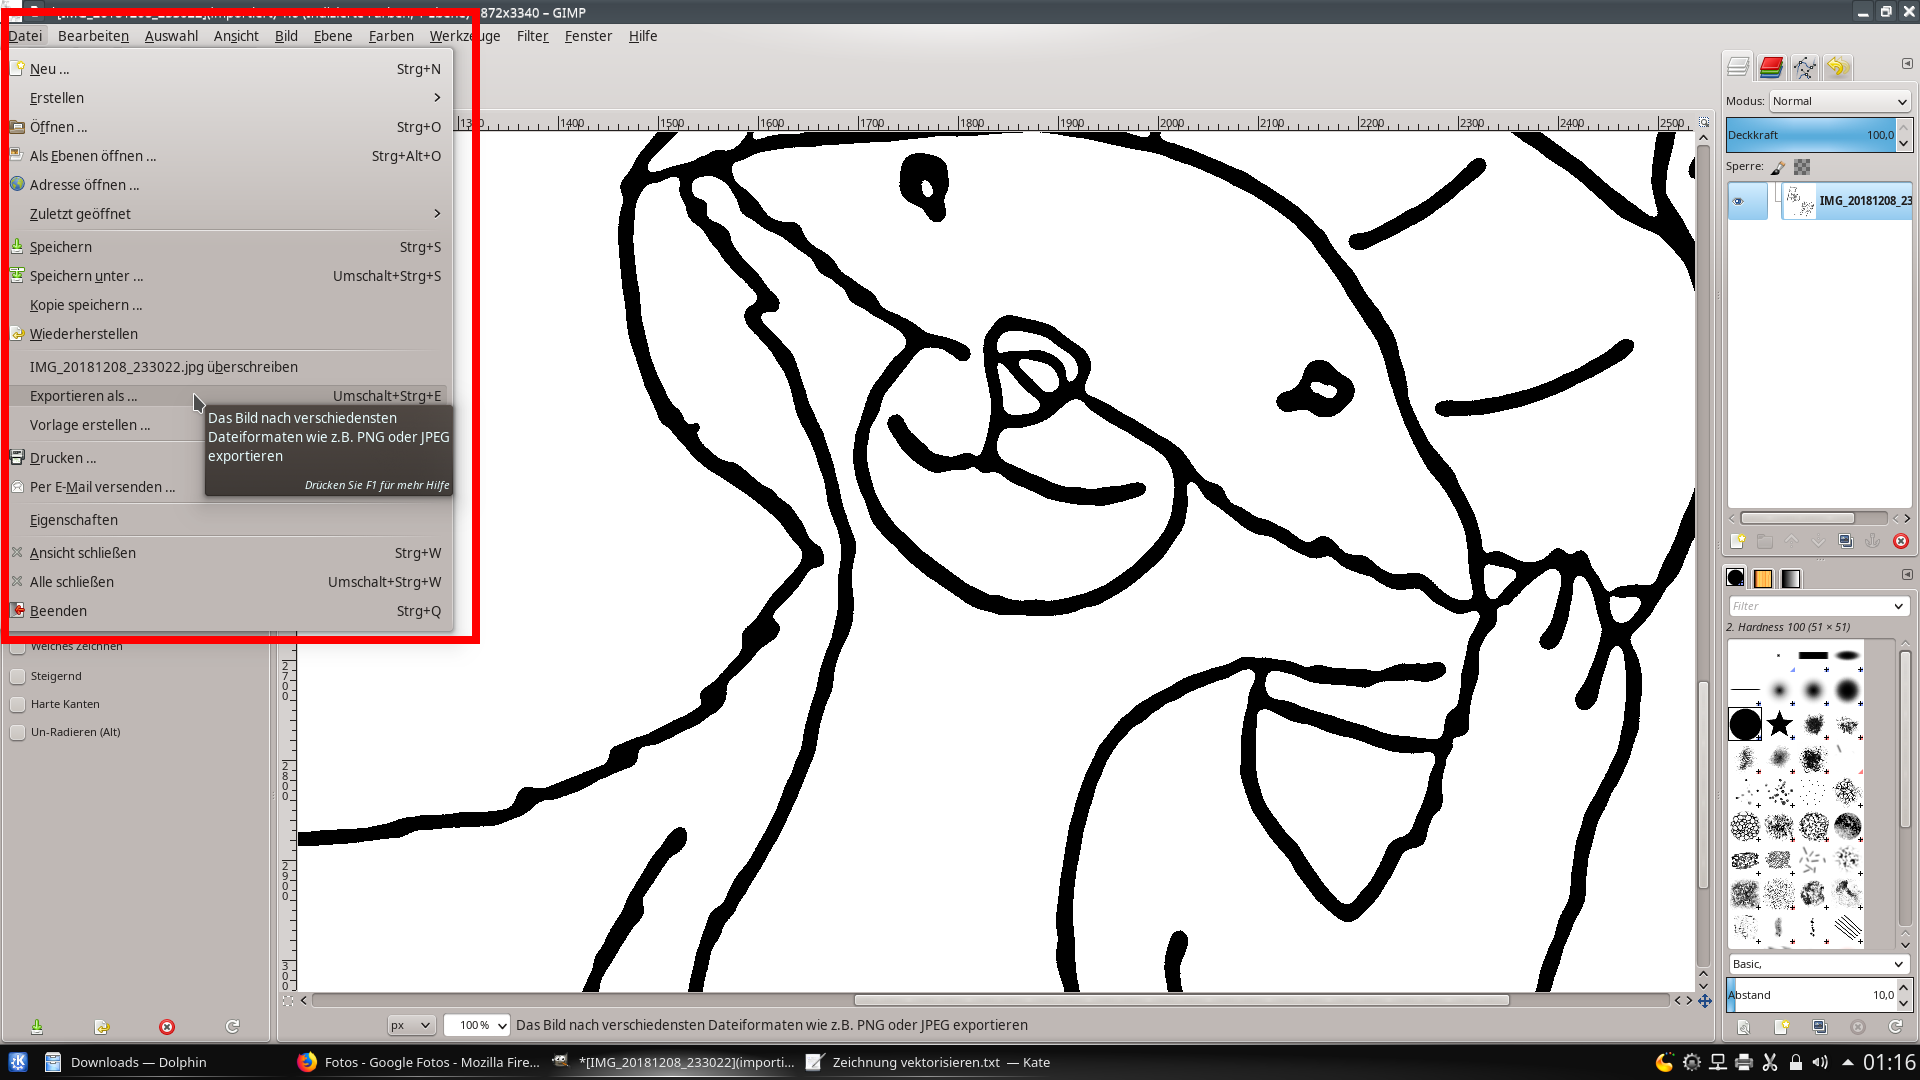 872x3340 – GIMP
Datei Bearbeiten Auswahl Ansicht Bild Ebene Farben Werkzeuge Filter Fenster Hilfe
Neu ... Strg+N
Erstellen
Öffnen ... Strg+O
Als Ebenen öffnen ... Strg+Alt+O
Adresse öffnen ...
Zuletzt geöffnet
Speichern Strg+S
Speichern unter ... Umschalt+Strg+S
Kopie speichern ...
Wiederherstellen
IMG_20181208_233022.jpg überschreiben
Exportieren als ... Umschalt+Strg+E
Vorlage erstellen ...
Drucken ...
Per E-Mail versenden ...
Eigenschaften
Ansicht schließen Strg+W
Alle schließen Umschalt+Strg+W
Beenden Strg+Q
Das Bild nach verschiedensten
Dateiformaten wie z.B. PNG oder JPEG
exportieren
Drücken Sie F1 für mehr Hilfe
Weiches Zeichnen
Steigernd
Harte Kanten
Un-Radieren (Alt)
1400 1500 1600 1700 1800 1900 2000 2100 2200 2300 2400 2500
2700
2800
2900
300
Modus: Normal
Deckkraft 100,0
Sperre:
IMG_20181208_23
Filter
2. Hardness 100 (51 × 51)
Basic,
Abstand 10,0
px 100 % Das Bild nach verschiedensten Dateiformaten wie z.B. PNG oder JPEG exportieren
Downloads — Dolphin
Fotos - Google Fotos - Mozilla Fire...
*[IMG_20181208_233022](importi...
Zeichnung vektorisieren.txt — Kate
01:16